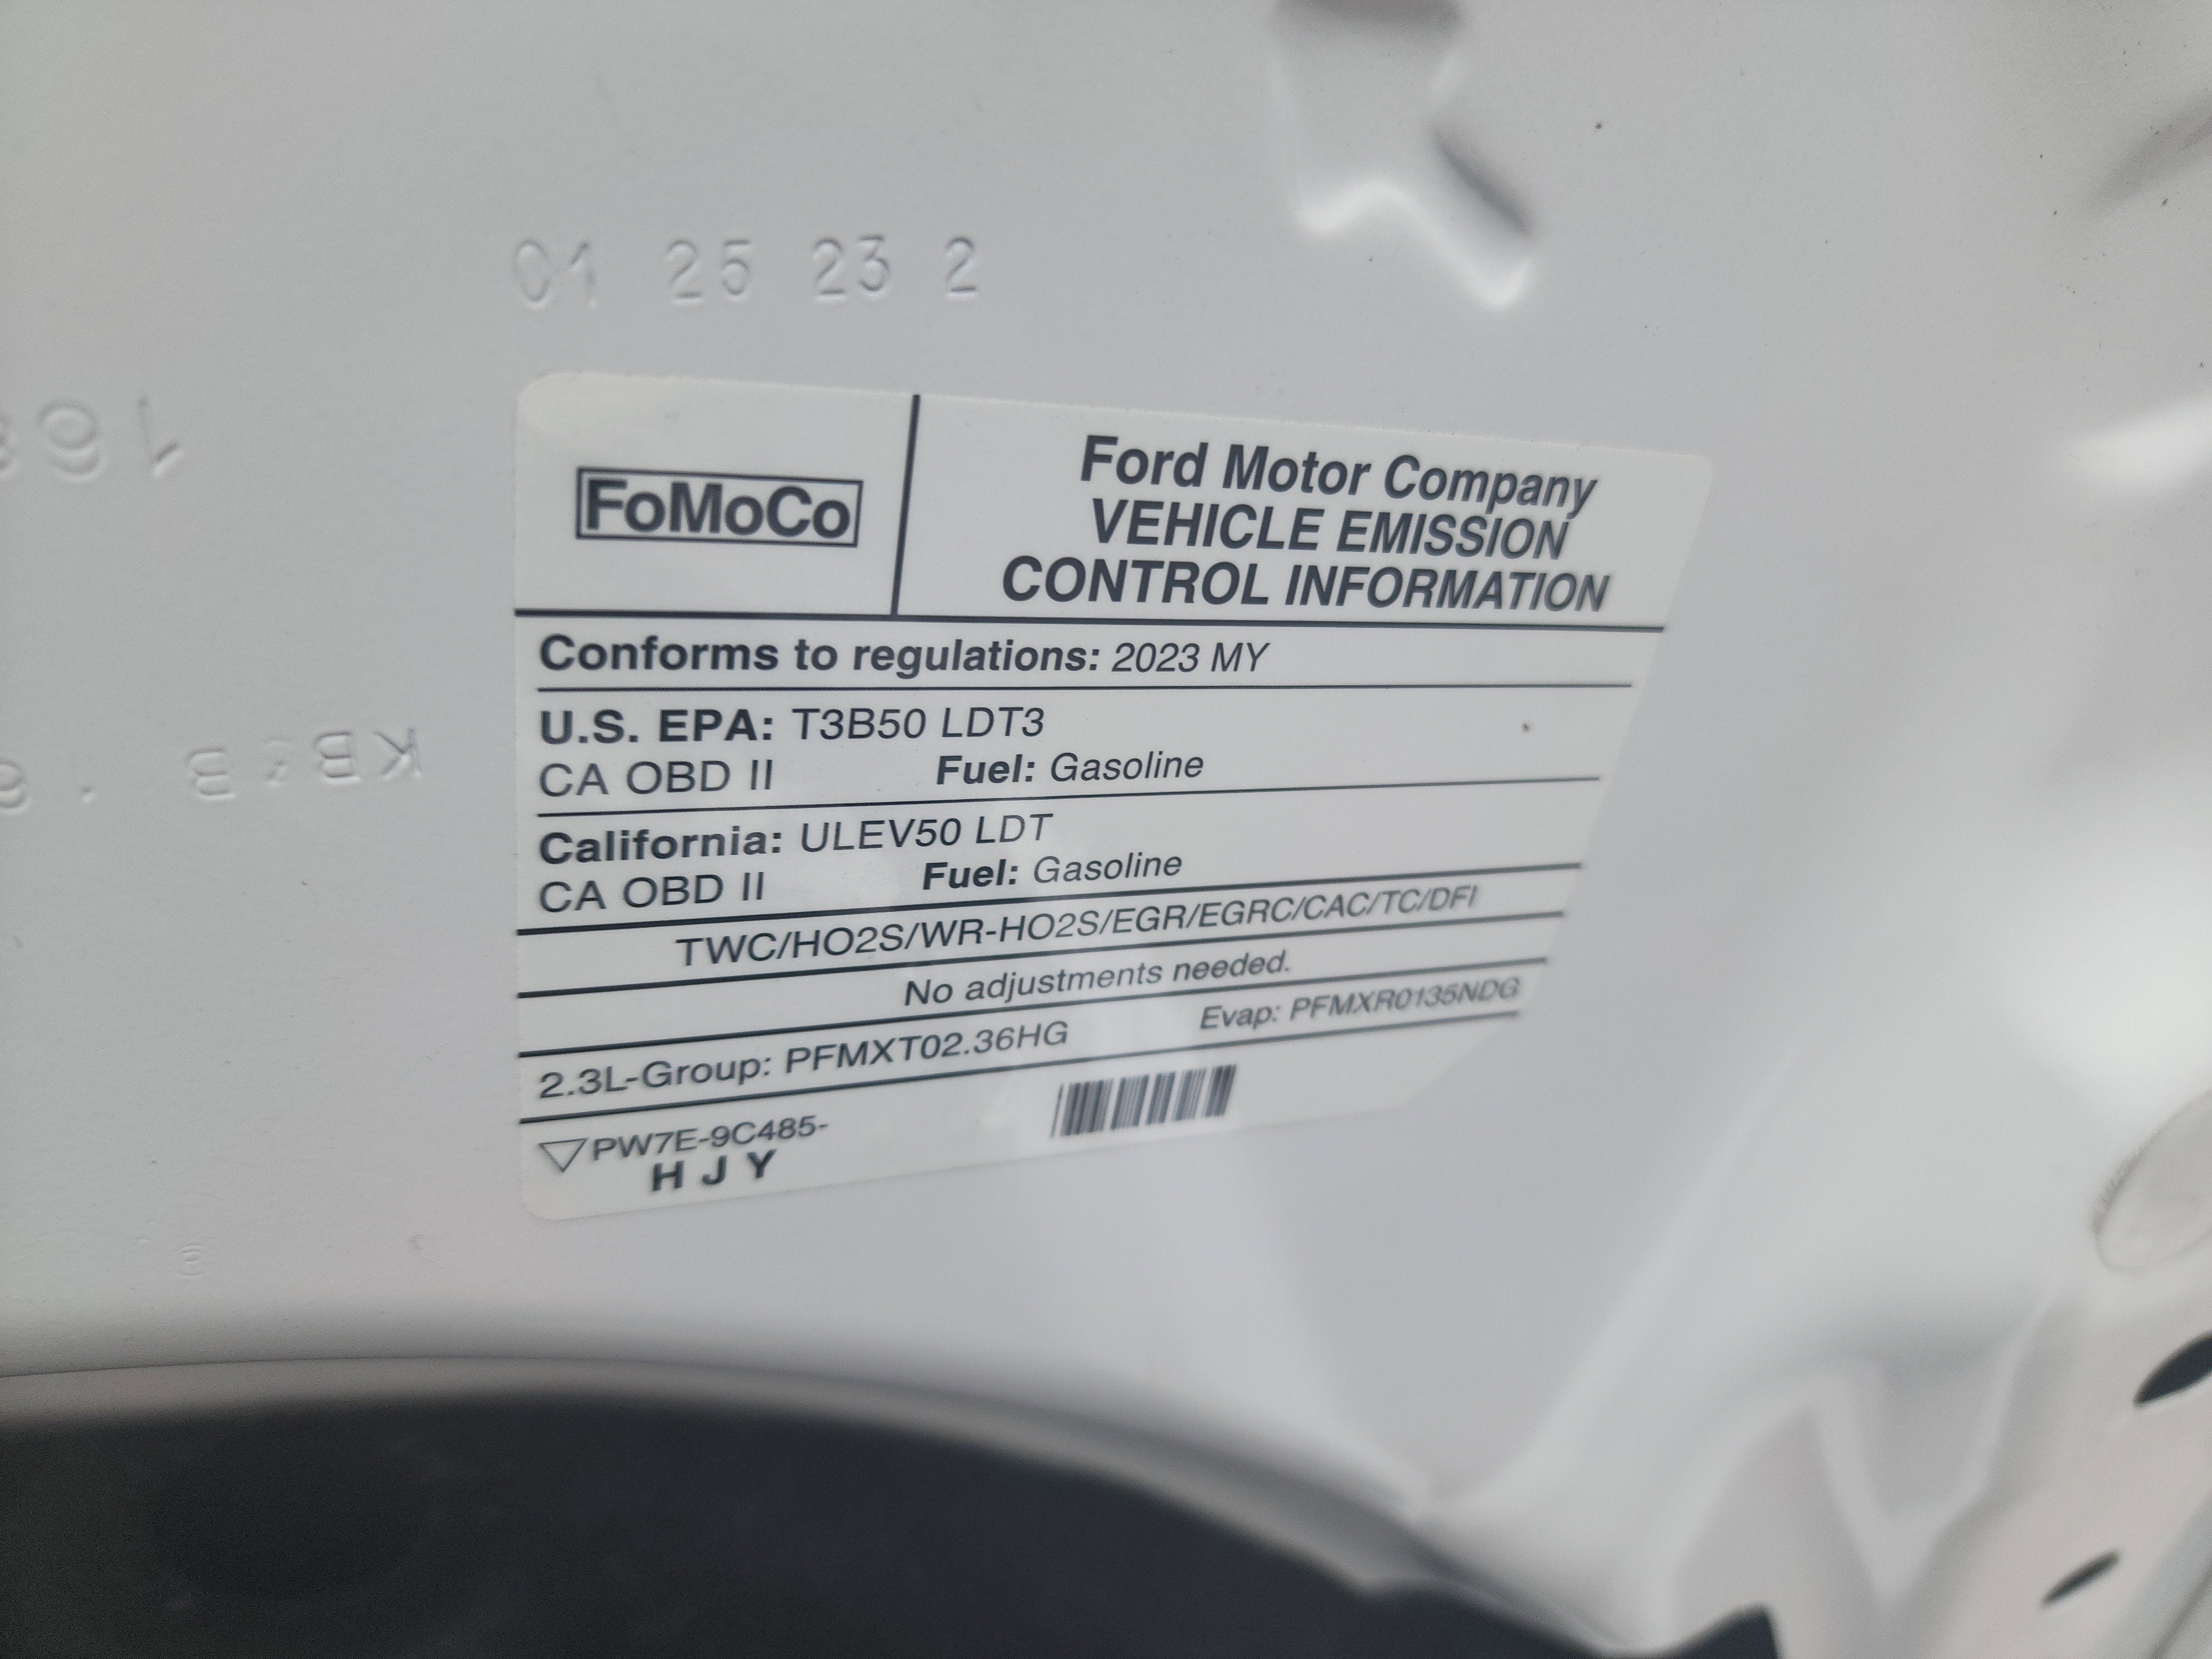 01 25 23 2
FoMoCo
Ford Motor Company
VEHICLE EMISSION
CONTROL INFORMATION
Conforms to regulations: 2023 MY
U.S. EPA: T3B50 LDT3
CA OBD II Fuel: Gasoline
California: ULEV50 LDT
CA OBD II Fuel: Gasoline
TWC/HO2S/WR-HO2S/EGR/EGRC/CAC/TC/DFI
No adjustments needed.
2.3L-Group: PFMXT02.36HG Evap: PFMXR0135NDG
PW7E-9C485-
H J Y